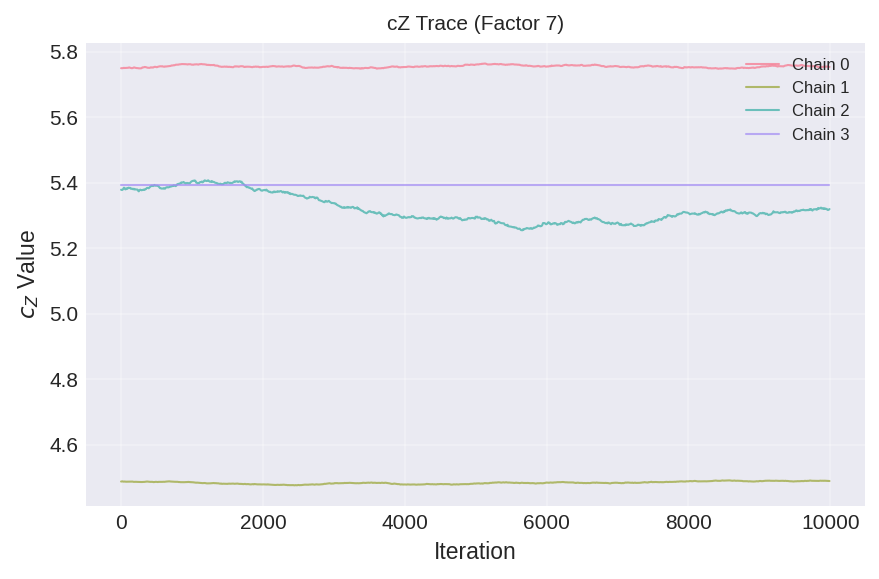 cZ Trace (Factor 7)
5.8
5.6
5.4
5.2
5.0
4.8
4.6
cZ Value
Chain 0
Chain 1
Chain 2
Chain 3
0 2000 4000 6000 8000 10000
Iteration